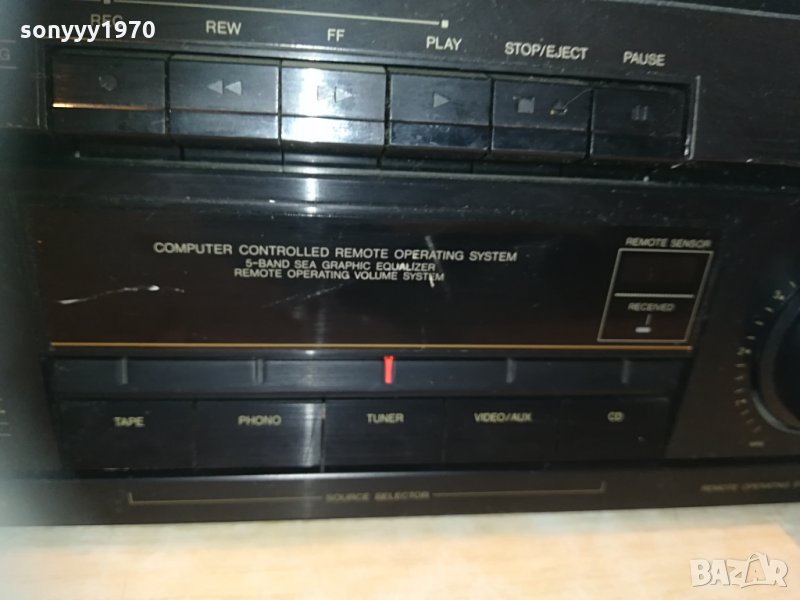 sonyyy1970
REC
REW
FF
PLAY
STOP/EJECT
PAUSE
COMPUTER CONTROLLED REMOTE OPERATING SYSTEM
5-BAND SEA GRAPHIC EQUALIZER
REMOTE OPERATING VOLUME SYSTEM
REMOTE SENSOR
RECEIVED
TAPE
PHONO
TUNER
VIDEO/AUX
CD
SOURCE SELECTOR
REMOTE OPERATING
BAZAR